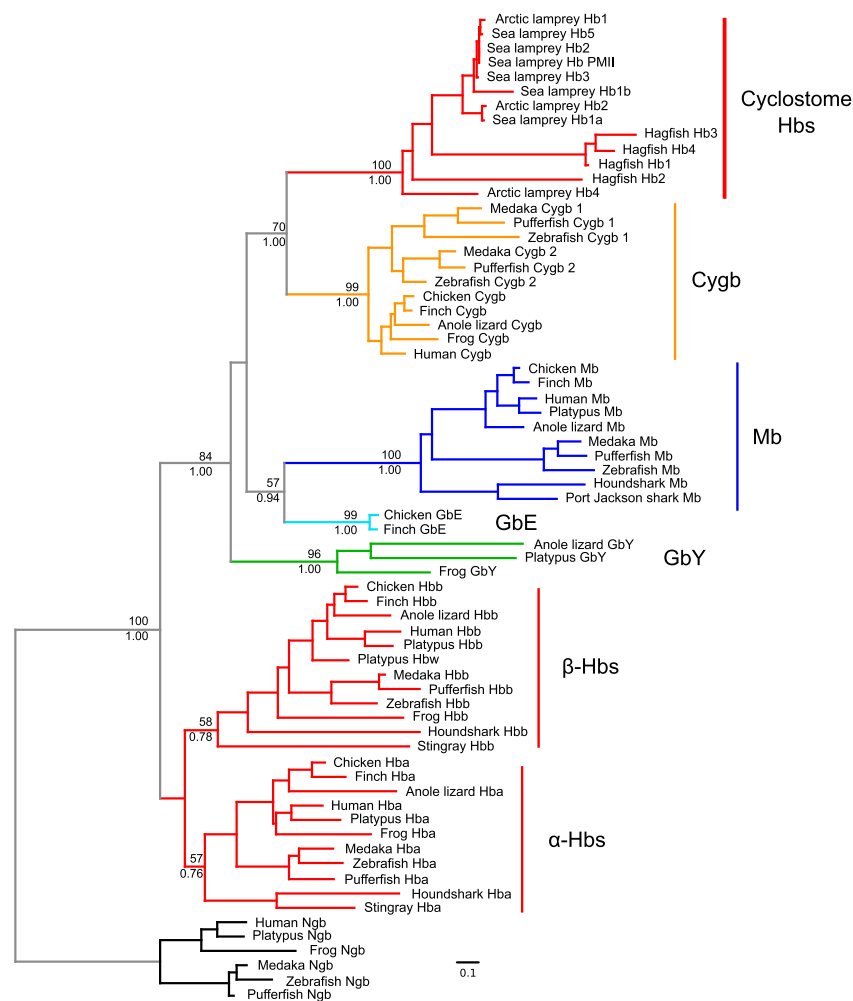 Arctic lamprey Hb1
Sea lamprey Hb5
Sea lamprey Hb2
Sea lamprey Hb PMII
Sea lamprey Hb3
Sea lamprey Hb1b
Arctic lamprey Hb2
Sea lamprey Hb1a
Hagfish Hb3
Hagfish Hb4
Hagfish Hb1
Hagfish Hb2
Arctic lamprey Hb4
Cyclostome
Hbs
100
1.00
70
1.00
Medaka Cygb 1
Pufferfish Cygb 1
Zebrafish Cygb 1
Medaka Cygb 2
Pufferfish Cygb 2
Zebrafish Cygb 2
Chicken Cygb
Finch Cygb
Anole lizard Cygb
Frog Cygb
Human Cygb
Cygb
99
1.00
Chicken Mb
Finch Mb
Human Mb
Platypus Mb
Anole lizard Mb
Medaka Mb
Pufferfish Mb
Zebrafish Mb
Houndshark Mb
Port Jackson shark Mb
Mb
100
1.00
84
1.00
57
0.94
Chicken GbE
Finch GbE
GbE
99
1.00
Anole lizard GbY
Platypus GbY
Frog GbY
GbY
96
1.00
100
1.00
Chicken Hbb
Finch Hbb
Anole lizard Hbb
Human Hbb
Platypus Hbb
Platypus Hbw
Medaka Hbb
Pufferfish Hbb
Zebrafish Hbb
Frog Hbb
Houndshark Hbb
Stingray Hbb
β-Hbs
58
0.78
Chicken Hba
Finch Hba
Anole lizard Hba
Human Hba
Platypus Hba
Frog Hba
Medaka Hba
Zebrafish Hba
Pufferfish Hba
Houndshark Hba
Stingray Hba
α-Hbs
57
0.76
Human Ngb
Platypus Ngb
Frog Ngb
Medaka Ngb
Zebrafish Ngb
Pufferfish Ngb
0.1